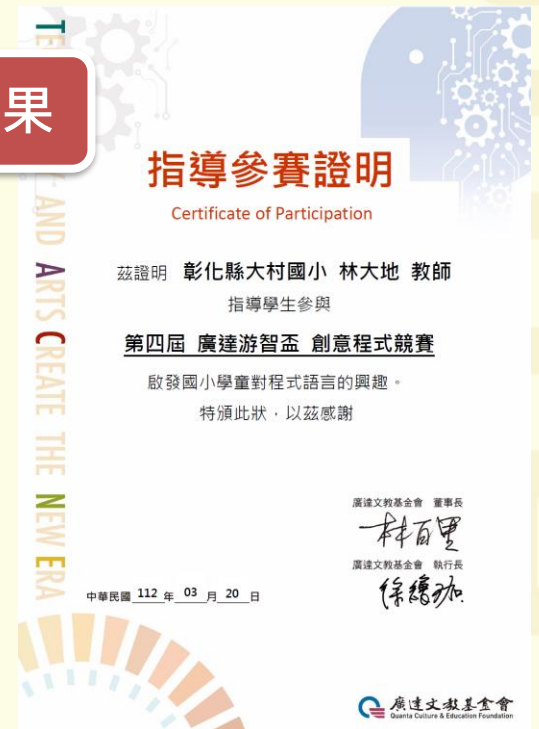 果
TE Y AND ARTS CREATE THE NEW ERA
指導參賽證明
Certificate of Participation
茲證明 彰化縣大村國小 林大地 教師
指導學生參與
第四屆 廣達游智盃 創意程式競賽
啟發國小學童對程式語言的興趣。
特頒此狀,以茲感謝
廣達文教基金會 董事長
林百里
廣達文教基金會 執行長
徐繪珈
中華民國 112 年 03 月 20 日
廣達文教基金會
Quanta Culture & Education Foundation